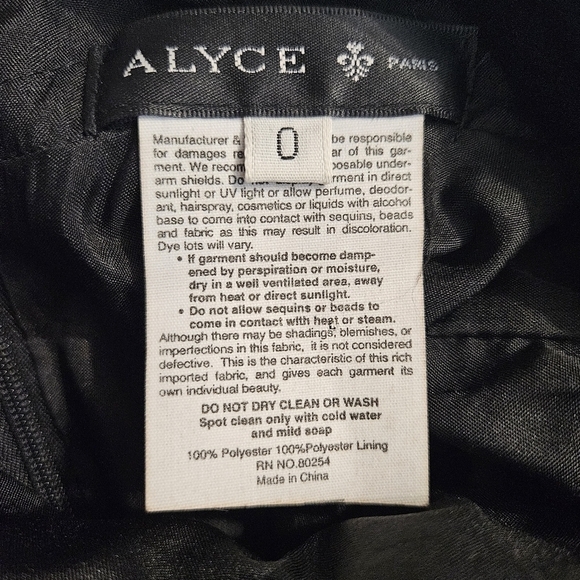 ALYCE PARIS
0
Manufacturer & be responsible
for damages re ar of this gar-
ment. We recom posable under-
arm shields. Do rment in direct
sunlight or UV light or allow perfume, deodor-
ant, hairspray, cosmetics or liquids with alcohol
base to come into contact with sequins, beads
and fabric as this may result in discoloration.
Dye lots will vary.
• If garment should become damp-
ened by perspiration or moisture,
dry in a well ventilated area, away
from heat or direct sunlight.
• Do not allow sequins or beads to
come in contact with heat or steam.
Although there may be shadings, blemishes, or
imperfections in this fabric, it is not considered
defective. This is the characteristic of this rich
imported fabric, and gives each garment its
own individual beauty.
DO NOT DRY CLEAN OR WASH
Spot clean only with cold water
and mild soap
100% Polyester 100%Polyester Lining
RN NO.80254
Made in China